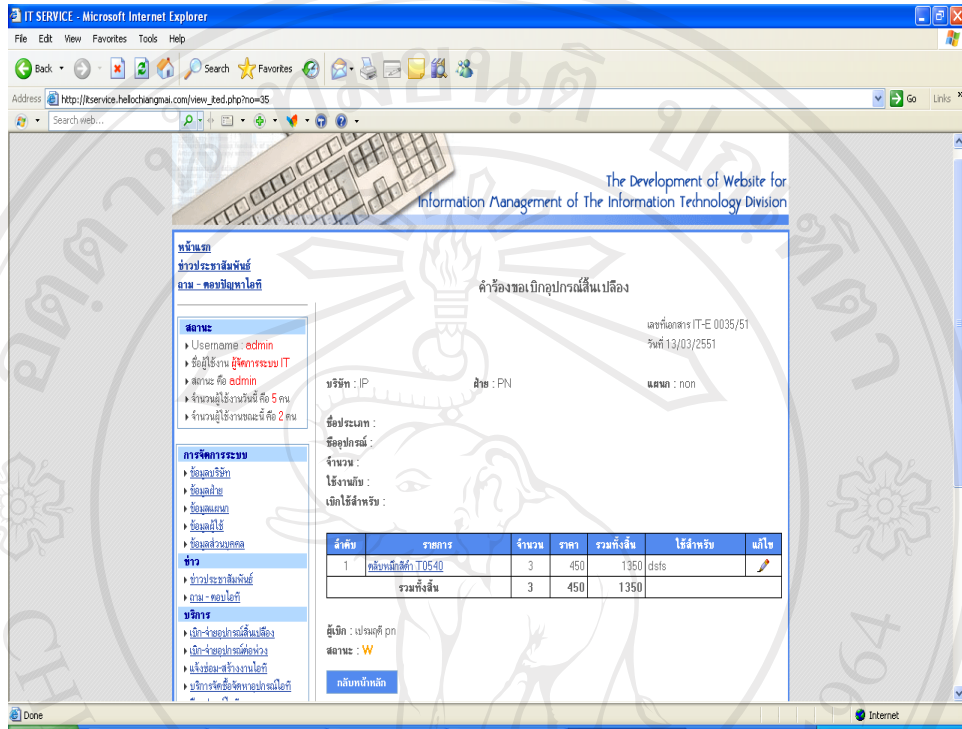 IT SERVICE - Microsoft Internet Explorer
File Edit View Favorites Tools Help
Back Search Favorites
Address http://itservice.hellochiangmai.com/view_ited.php?no=35 Go Links
Search web...
The Development of Website for
Information Management of The Information Technology Division
หน้าแรก
ข่าวประชาสัมพันธ์
ถาม - ตอบปัญหาไอที
สถานะ
Username : admin
ชื่อผู้ใช้งาน ผู้จัดการระบบ IT
สถานะ คือ admin
จำนวนผู้ใช้งานวันนี้ คือ 5 คน
จำนวนผู้ใช้งานขณะนี้ คือ 2 คน
การจัดการระบบ
ข้อมูลบริษัท
ข้อมูลฝ่าย
ข้อมูลแผนก
ข้อมูลผู้ใช้
ข้อมูลส่วนบุคคล
ข่าว
ข่าวประชาสัมพันธ์
ถาม - ตอบไอที
บริการ
เบิก-จ่ายอุปกรณ์สิ้นเปลือง
เบิก-จ่ายอุปกรณ์ต่อพ่วง
แจ้งซ่อม-สร้างงานไอที
บริการจัดซื้อจัดหาอุปกรณ์ไอที
คำร้องขอเบิกอุปกรณ์สิ้นเปลือง
เลขที่เอกสาร IT-E 0035/51
วันที่ 13/03/2551
บริษัท : IP ฝ่าย : PN แผนก : non
ชื่อประเภท :
ชื่ออุปกรณ์ :
จำนวน :
ใช้งานกับ :
เบิกใช้สำหรับ :
ลำดับ รายการ จำนวน ราคา รวมทั้งสิ้น ใช้สำหรับ แก้ไข
1 ตลับหมึกสีดำ T0540 3 450 1350 dsfs
รวมทั้งสิ้น 3 450 1350
ผู้เบิก : เปรมฤดี pn
สถานะ : W
กลับหน้าหลัก
Done Internet